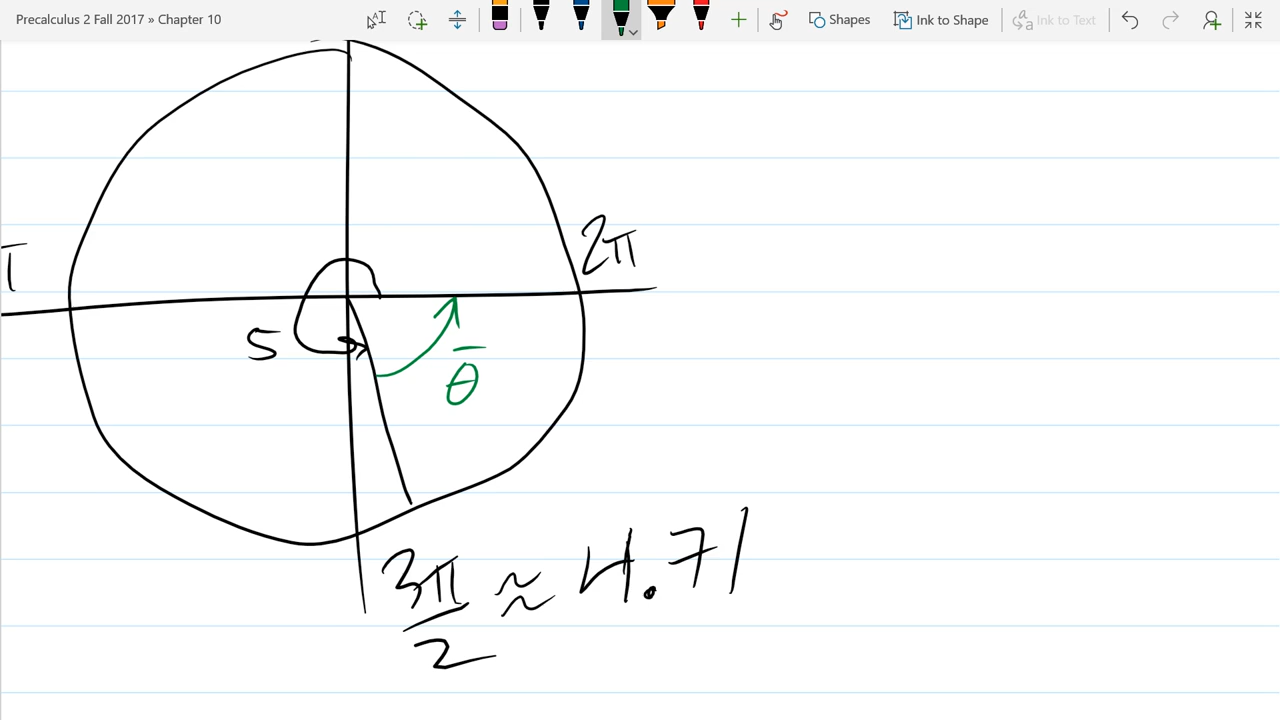 Precalculus 2 Fall 2017 » Chapter 10
Shapes
Ink to Shape
Ink to Text
2π
π
5
θ̄
3π/2 ≈ 4.71